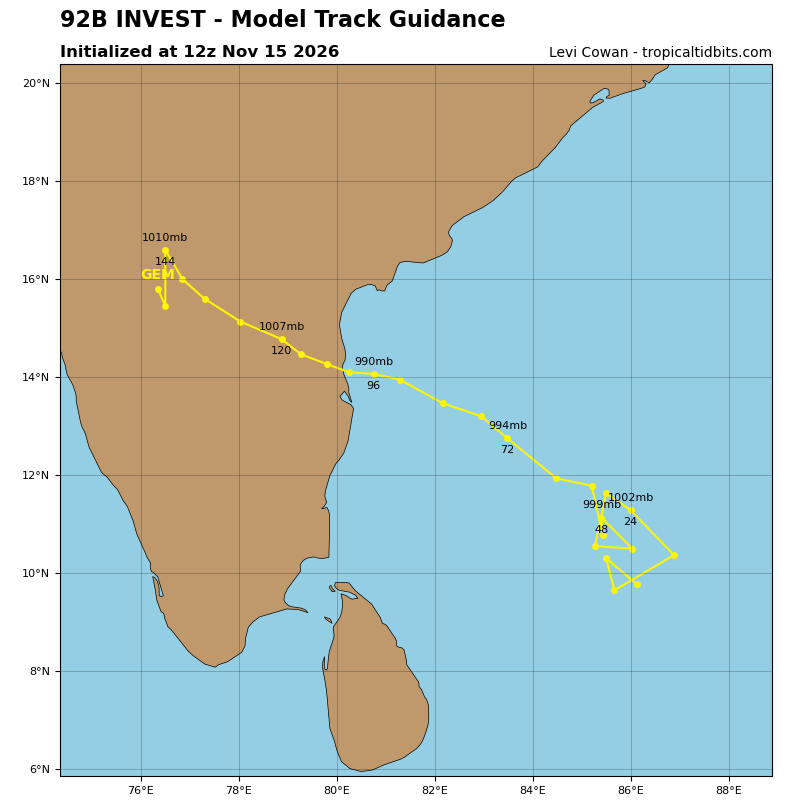 92B INVEST - Model Track Guidance
Initialized at 12z Nov 15 2026
Levi Cowan - tropicaltidbits.com
20°N
18°N
16°N
14°N
12°N
10°N
8°N
6°N
1010mb
144
GEM
1007mb
120
990mb
96
994mb
72
1002mb
999mb
24
48
76°E
78°E
80°E
82°E
84°E
86°E
88°E